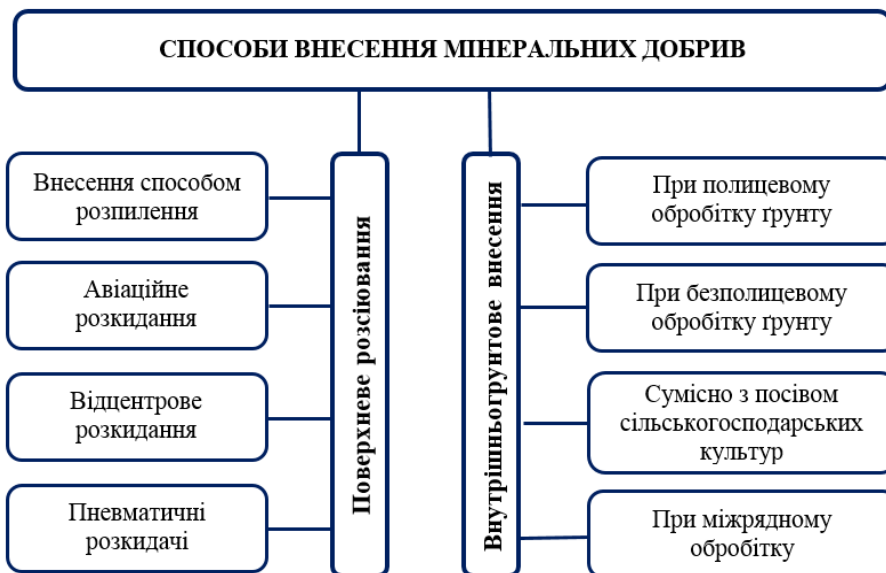 СПОСОБИ ВНЕСЕННЯ МІНЕРАЛЬНИХ ДОБРИВ
Поверхневе розсіювання
Внесення способом
розпилення
Авіаційне
розкидання
Відцентрове
розкидання
Пневматичні
розкидачі
Внутрішньогрунтове внесення
При полицевому
обробітку ґрунту
При безполицевому
обробітку ґрунту
Сумісно з посівом
сільськогосподарських
культур
При міжрядному
обробітку